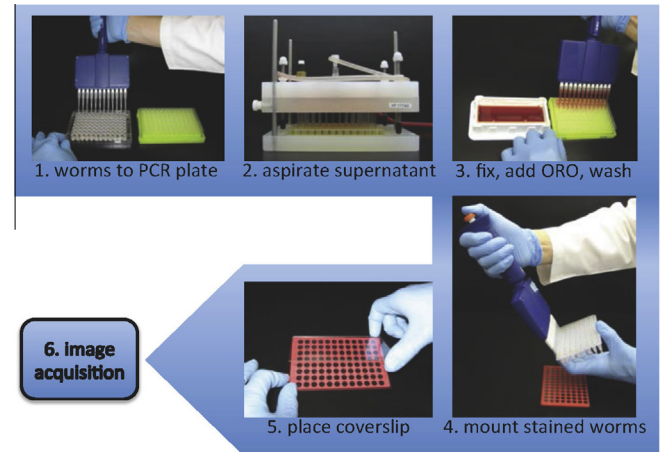 1. worms to PCR plate
2. aspirate supernatant
3. fix, add ORO, wash
4. mount stained worms
5. place coverslip
6. image
acquisition